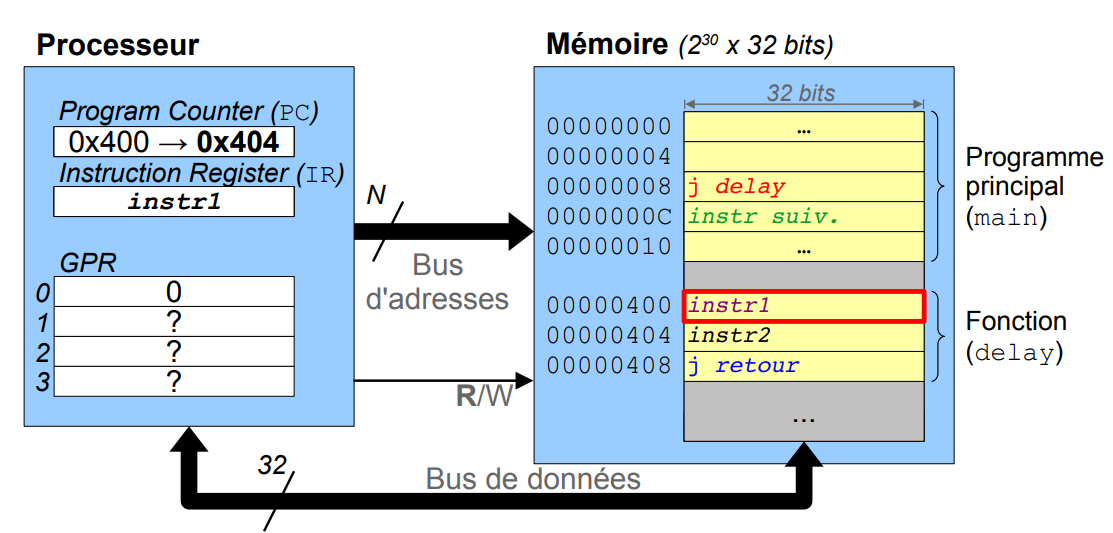 Processeur
Program Counter (PC)
0x400 → 0x404
Instruction Register (IR)
instr1
GPR
0 0
1 ?
2 ?
3 ?
N
Bus
d'adresses
R/W
32
Bus de données
Mémoire (2³⁰ x 32 bits)
32 bits
00000000 …
00000004
00000008 j delay
0000000C instr suiv.
00000010 …
00000400 instr1
00000404 instr2
00000408 j retour
...
Programme
principal
(main)
Fonction
(delay)